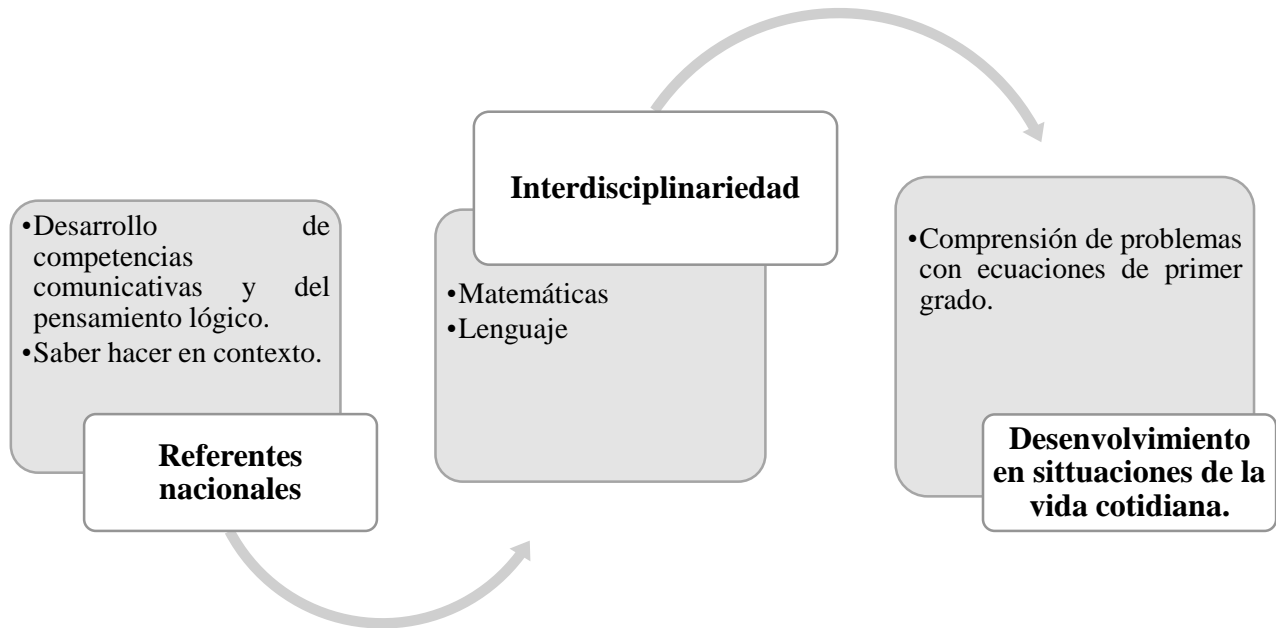 •Desarrollo de
competencias
comunicativas y del
pensamiento lógico.
•Saber hacer en contexto.
Referentes
nacionales
Interdisciplinariedad
•Matemáticas
•Lenguaje
•Comprensión de problemas
con ecuaciones de primer
grado.
Desenvolvimiento
en sittuaciones de la
vida cotidiana.